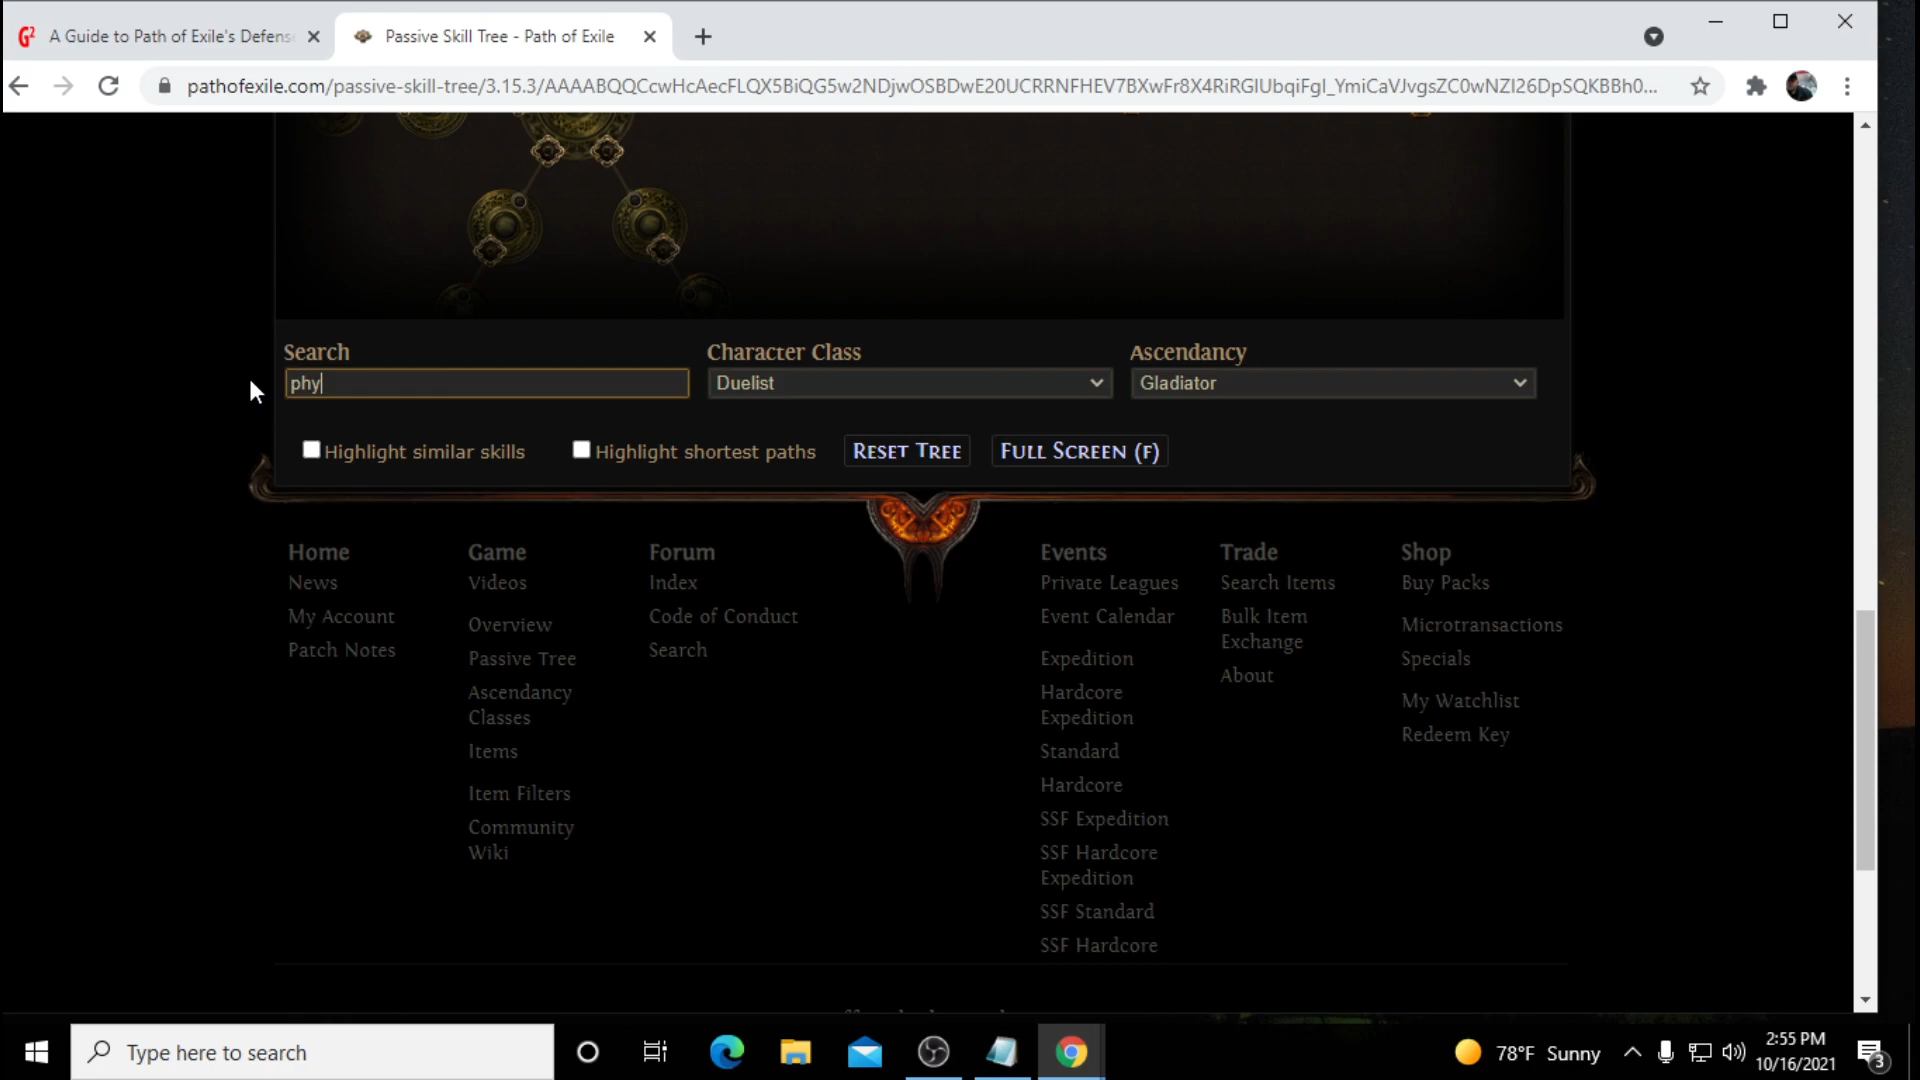 A Guide to Path of Exile's Defens
Passive Skill Tree - Path of Exile
pathofexile.com/passive-skill-tree/3.15.3/AAAABQQCcwHcAecFLQX5BiQG5w2NDjwOSBDwE20UCRRNFHEV7BXwFr8X4RiRGlUbqiFgI_YmiCaVJvgsZC0wNZI26DpSQKBBh0...
Search
Character Class
Ascendancy
phy
Duelist
Gladiator
Highlight similar skills
Highlight shortest paths
RESET TREE
FULL SCREEN (F)
Home
News
My Account
Patch Notes
Game
Videos
Overview
Passive Tree
Ascendancy
Classes
Items
Item Filters
Community
Wiki
Forum
Index
Code of Conduct
Search
Events
Private Leagues
Event Calendar
Expedition
Hardcore
Expedition
Standard
Hardcore
SSF Expedition
SSF Hardcore
Expedition
SSF Standard
SSF Hardcore
Trade
Search Items
Bulk Item
Exchange
About
Shop
Buy Packs
Microtransactions
Specials
My Watchlist
Redeem Key
Type here to search
78°F Sunny
2:55 PM
10/16/2021
3